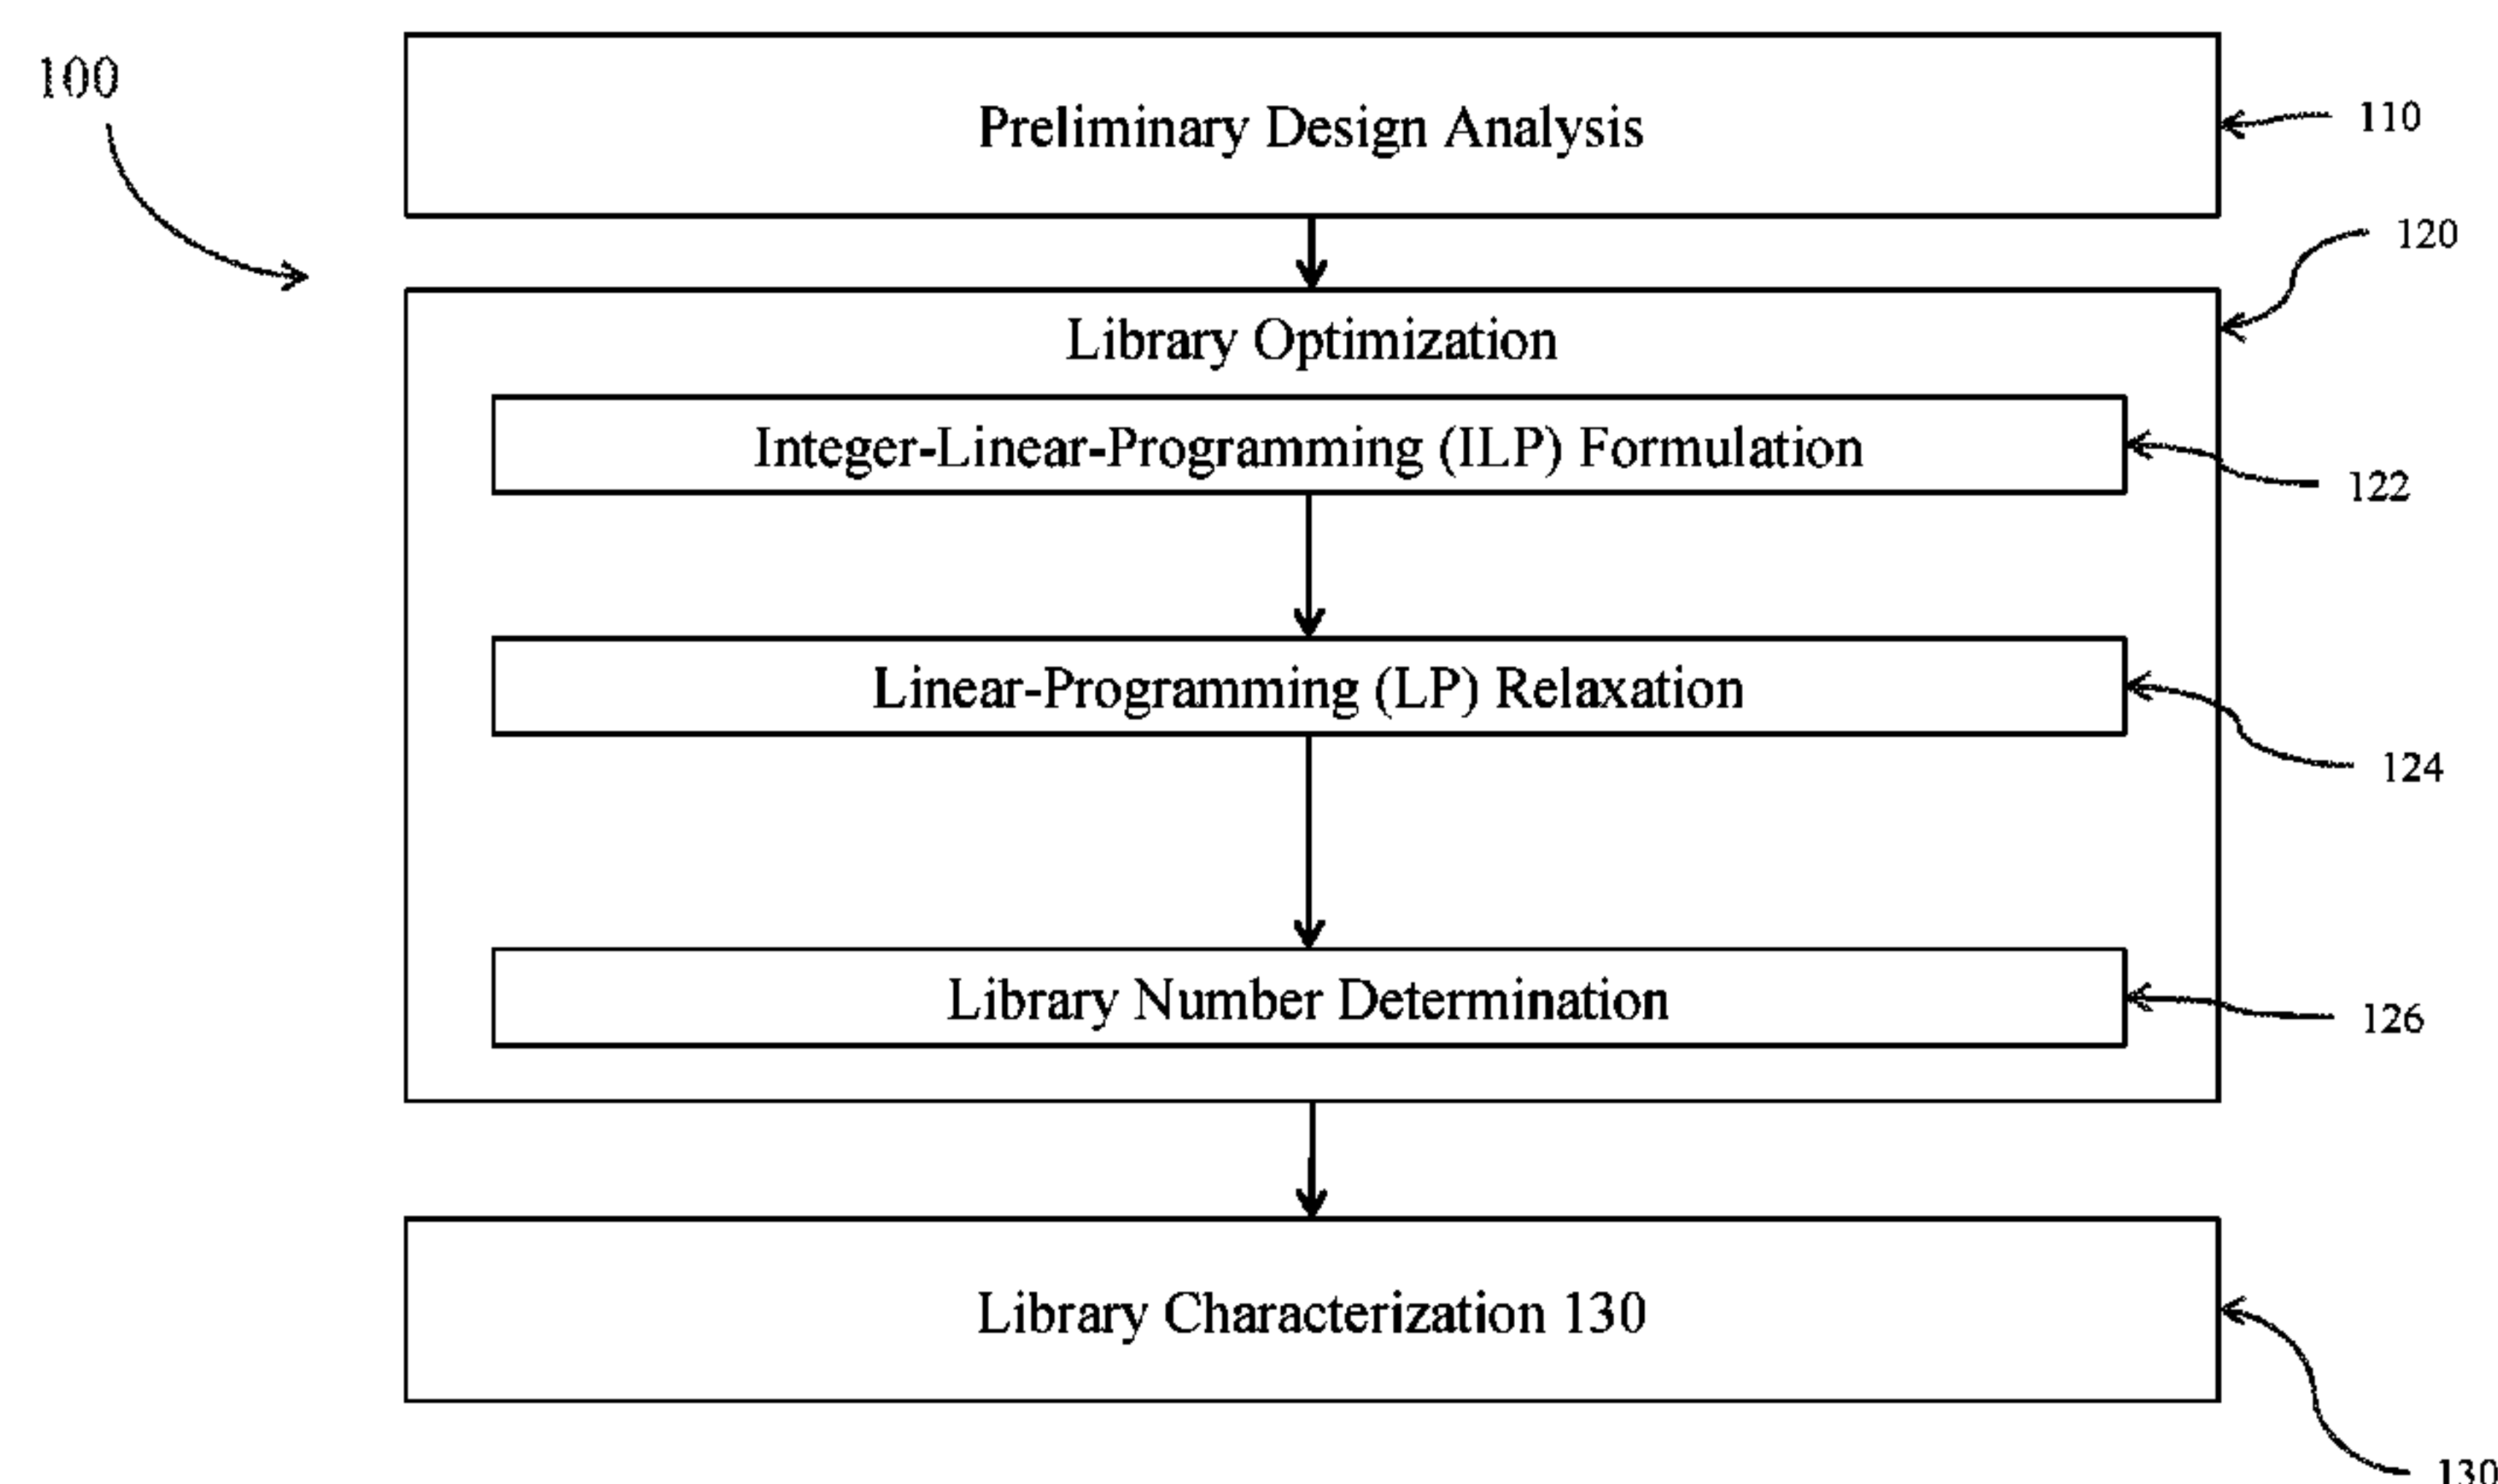 100
Preliminary Design Analysis
110
120
Library Optimization
Integer-Linear-Programming (ILP) Formulation
122
Linear-Programming (LP) Relaxation
124
Library Number Determination
126
Library Characterization 130
130